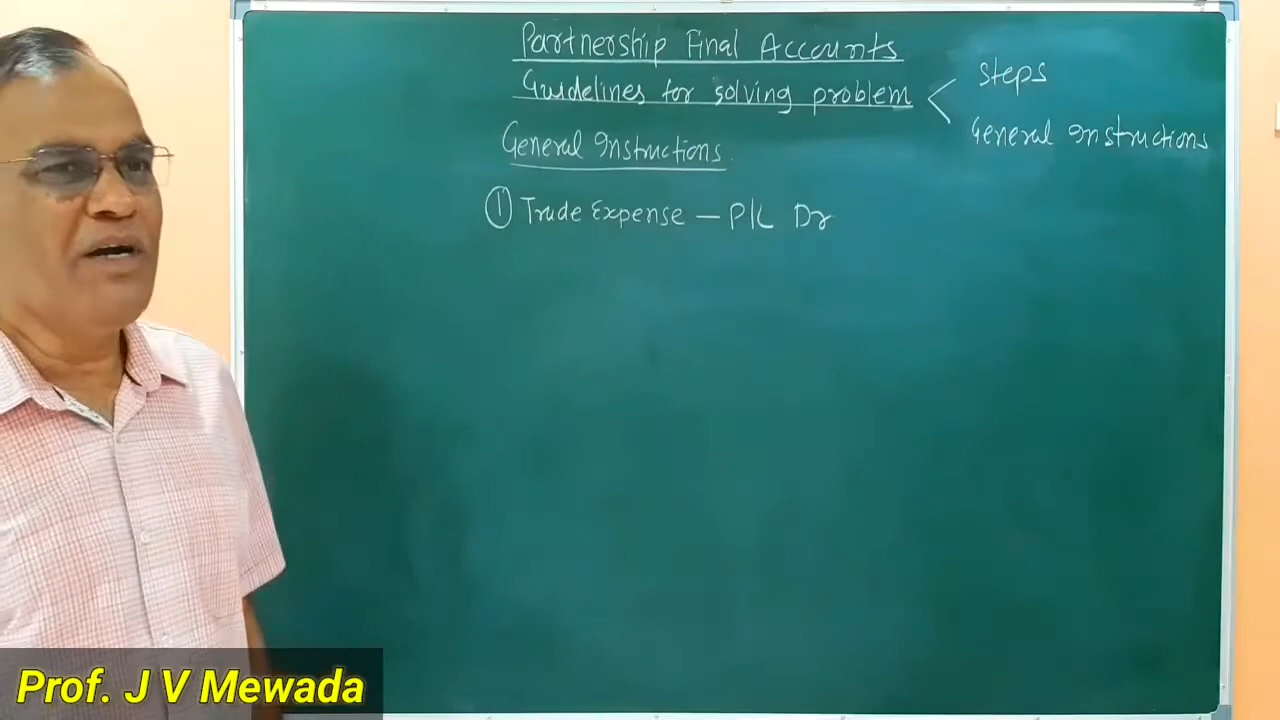 Partnership Final Accounts
Guidelines for solving problem
steps
General Instructions
General Instructions
① Trade Expense — P/L Dr
Prof. J V Mewada